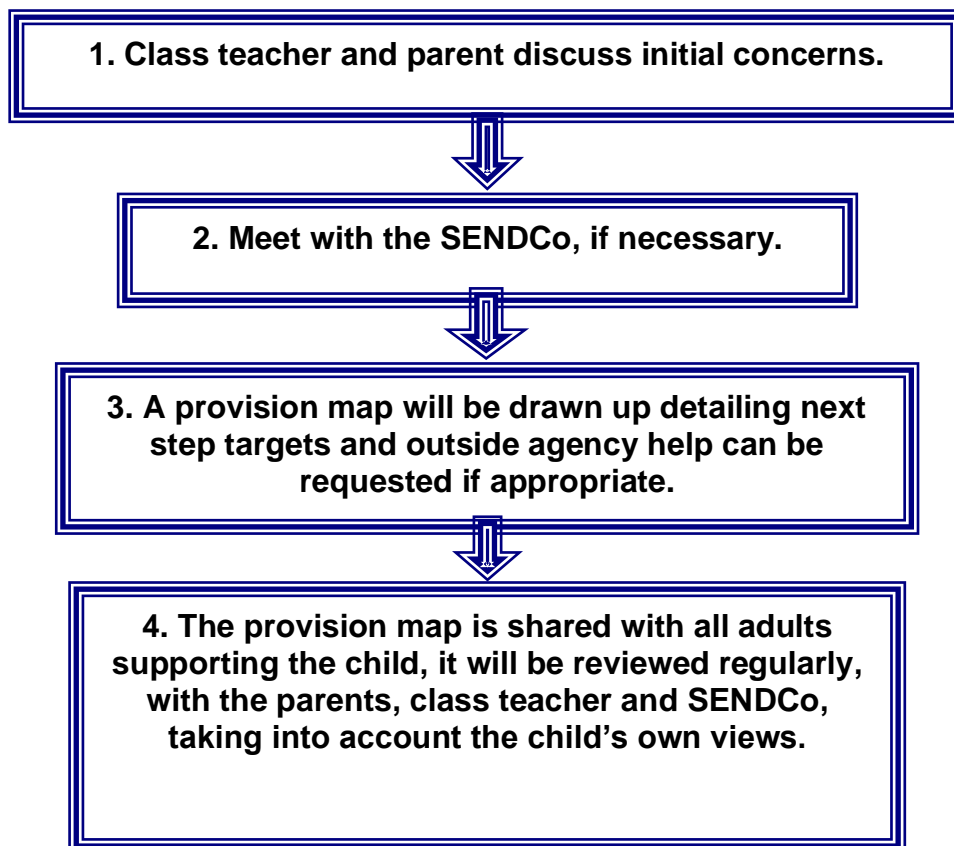 1. Class teacher and parent discuss initial concerns.
2. Meet with the SENDCo, if necessary.
3. A provision map will be drawn up detailing next
step targets and outside agency help can be
requested if appropriate.
4. The provision map is shared with all adults
supporting the child, it will be reviewed regularly,
with the parents, class teacher and SENDCo,
taking into account the child’s own views.